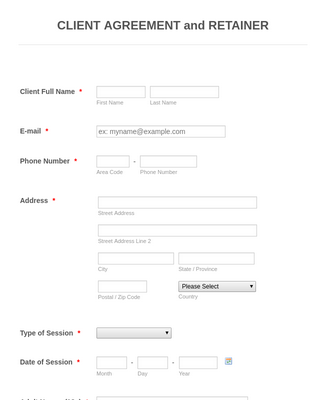 CLIENT AGREEMENT and RETAINER
Client Full Name *
First Name Last Name
E-mail * ex: myname@example.com
Phone Number * -
Area Code Phone Number
Address *
Street Address
Street Address Line 2
City State / Province
Please Select
Postal / Zip Code Country
Type of Session *
Date of Session * - -
Month Day Year